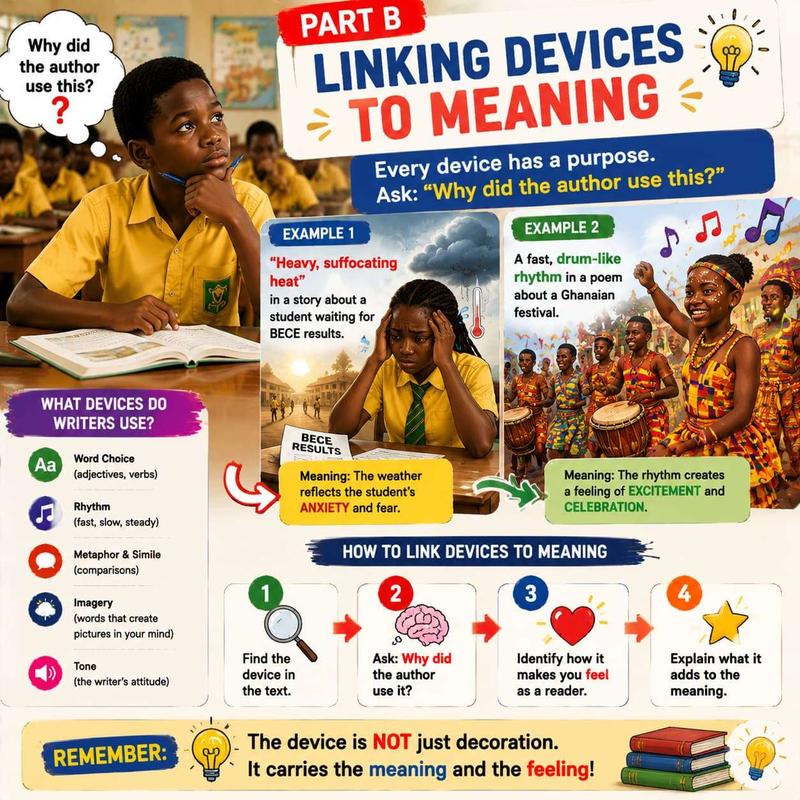 Why did
the author
use this?
?
PART B
LINKING DEVICES
TO MEANING
Every device has a purpose.
Ask: “Why did the author use this?”
EXAMPLE 1
“Heavy, suffocating
heat”
in a story about a
student waiting for
BECE results.
BECE
RESULTS
Meaning: The weather
reflects the student’s
ANXIETY and fear.
EXAMPLE 2
A fast, drum-like
rhythm in a poem
about a Ghanaian
festival.
Meaning: The rhythm creates
a feeling of EXCITEMENT and
CELEBRATION.
WHAT DEVICES DO
WRITERS USE?
Aa
Word Choice
(adjectives, verbs)
Rhythm
(fast, slow, steady)
Metaphor & Simile
(comparisons)
Imagery
(words that create
pictures in your mind)
Tone
(the writer’s attitude)
HOW TO LINK DEVICES TO MEANING
1
Find the
device in
the text.
2
Ask: Why did
the author
use it?
3
Identify how it
makes you feel
as a reader.
4
Explain what it
adds to the
meaning.
REMEMBER:
The device is NOT just decoration.
It carries the meaning and the feeling!